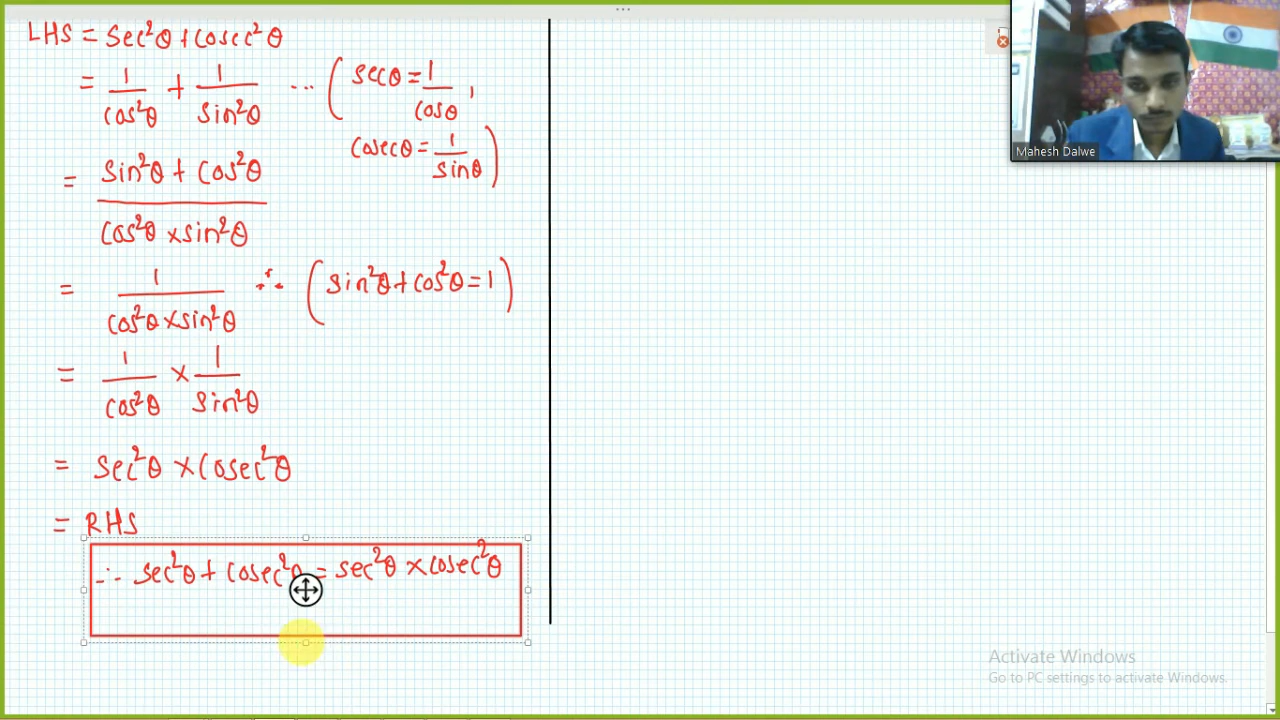 LHS = Sec²θ + Cosec²θ
= 1/cos²θ + 1/sin²θ ... ( secθ = 1/cosθ ,
cosecθ = 1/sinθ )
= sin²θ + cos²θ
cos²θ × sin²θ
= 1/cos²θ × sin²θ ∵ ( sin²θ + cos²θ = 1 )
= 1/cos²θ × 1/sin²θ
= sec²θ × cosec²θ
= RHS
∴ sec²θ + cosec²θ = sec²θ × cosec²θ
Mahesh Dalwe
Activate Windows
Go to PC settings to activate Windows.